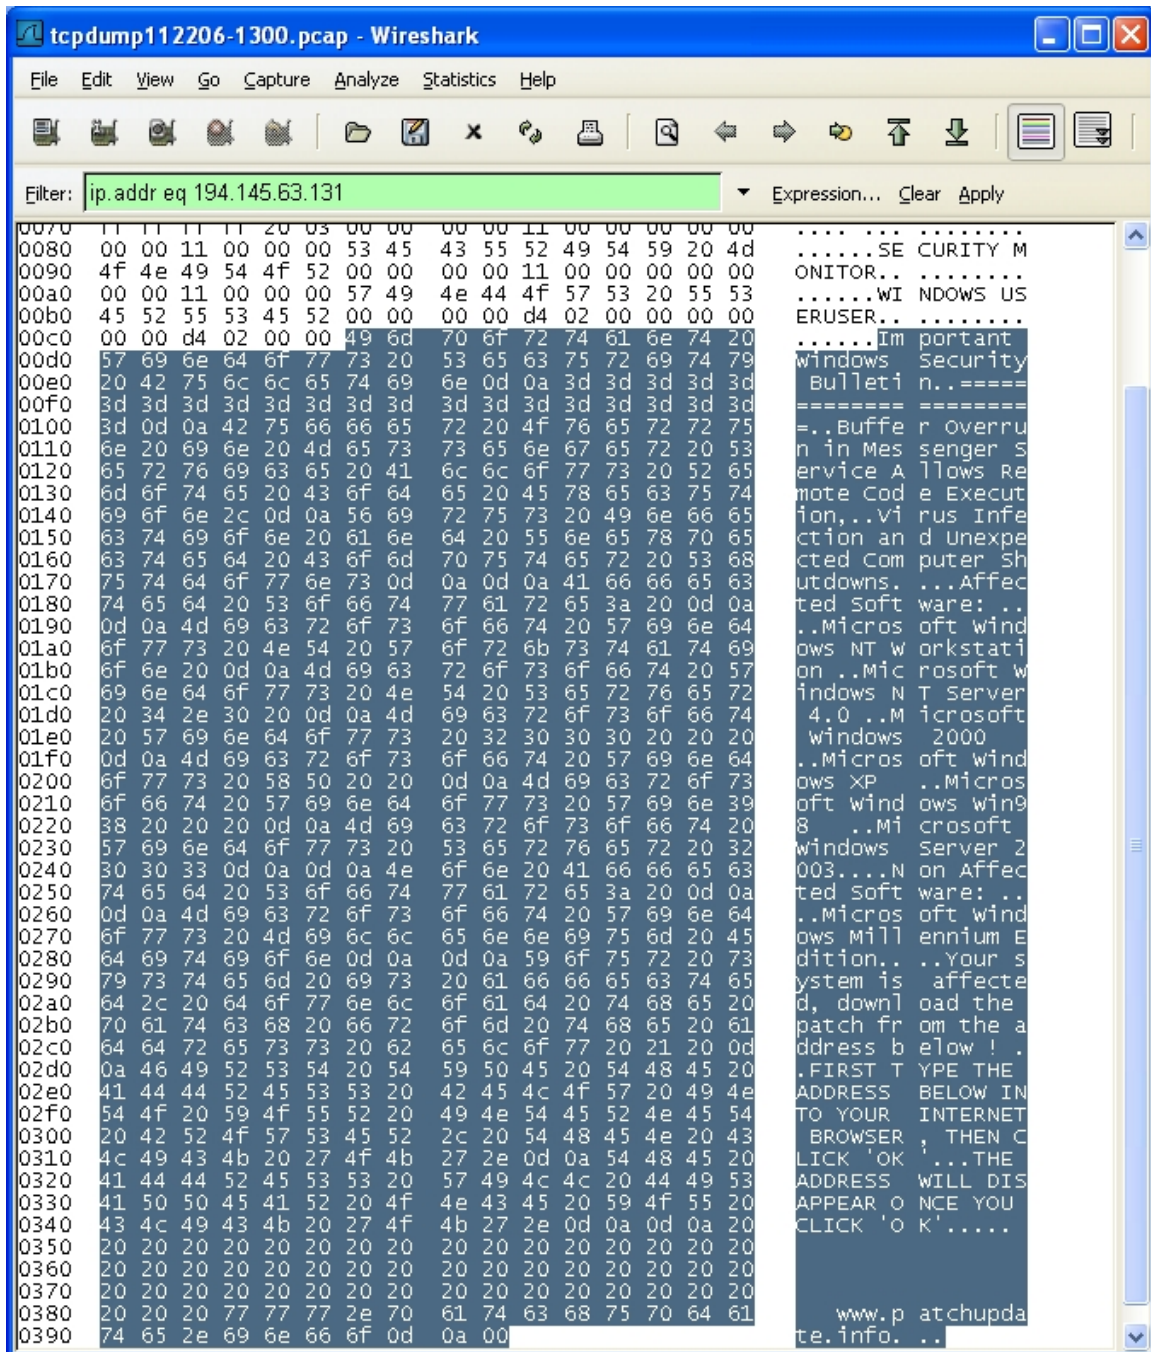 tcpdump112206-1300.pcap - Wireshark
File Edit View Go Capture Analyze Statistics Help
Filter: ip.addr eq 194.145.63.131 Expression... Clear Apply
0070 ff ff ff ff 20 03 00 00 00 00 11 00 00 00 00 00 .... ... ........
0080 00 00 11 00 00 00 53 45 43 55 52 49 54 59 20 4d ......SE CURITY M
0090 4f 4e 49 54 4f 52 00 00 00 00 11 00 00 00 00 00 ONITOR.. ........
00a0 00 00 11 00 00 00 57 49 4e 44 4f 57 53 20 55 53 ......WI NDOWS US
00b0 45 52 55 53 45 52 00 00 00 00 d4 02 00 00 00 00 ERUSER.. ........
00c0 00 00 d4 02 00 00 49 6d 70 6f 72 74 61 6e 74 20 ......Im portant
00d0 57 69 6e 64 6f 77 73 20 53 65 63 75 72 69 74 79 Windows  Security
00e0 20 42 75 6c 6c 65 74 69 6e 0d 0a 3d 3d 3d 3d 3d  Bulleti n..=====
00f0 3d 3d 3d 3d 3d 3d 3d 3d 3d 3d 3d 3d 3d 3d 3d 3d ======== ========
0100 3d 0d 0a 42 75 66 66 65 72 20 4f 76 65 72 72 75 =..Buffe r Overru
0110 6e 20 69 6e 20 4d 65 73 73 65 6e 67 65 72 20 53 n in Mes senger S
0120 65 72 76 69 63 65 20 41 6c 6c 6f 77 73 20 52 65 ervice A llows Re
0130 6d 6f 74 65 20 43 6f 64 65 20 45 78 65 63 75 74 mote Cod e Execut
0140 69 6f 6e 2c 0d 0a 56 69 72 75 73 20 49 6e 66 65 ion,..Vi rus Infe
0150 63 74 69 6f 6e 20 61 6e 64 20 55 6e 65 78 70 65 ction an d Unexpe
0160 63 74 65 64 20 43 6f 6d 70 75 74 65 72 20 53 68 cted Com puter Sh
0170 75 74 64 6f 77 6e 73 0d 0a 0d 0a 41 66 66 65 63 utdowns. ...Affec
0180 74 65 64 20 53 6f 66 74 77 61 72 65 3a 20 0d 0a ted Soft ware: ..
0190 0d 0a 4d 69 63 72 6f 73 6f 66 74 20 57 69 6e 64 ..Micros oft Wind
01a0 6f 77 73 20 4e 54 20 57 6f 72 6b 73 74 61 74 69 ows NT W orkstati
01b0 6f 6e 20 0d 0a 4d 69 63 72 6f 73 6f 66 74 20 57 on ..Mic rosoft W
01c0 69 6e 64 6f 77 73 20 4e 54 20 53 65 72 76 65 72 indows N T Server
01d0 20 34 2e 30 20 0d 0a 4d 69 63 72 6f 73 6f 66 74  4.0 ..M icrosoft
01e0 20 57 69 6e 64 6f 77 73 20 32 30 30 30 20 20 20  Windows  2000
01f0 0d 0a 4d 69 63 72 6f 73 6f 66 74 20 57 69 6e 64 ..Micros oft Wind
0200 6f 77 73 20 58 50 20 20 0d 0a 4d 69 63 72 6f 73 ows XP   ..Micros
0210 6f 66 74 20 57 69 6e 64 6f 77 73 20 57 69 6e 39 oft Wind ows Win9
0220 38 20 20 20 0d 0a 4d 69 63 72 6f 73 6f 66 74 20 8   ..Mi crosoft
0230 57 69 6e 64 6f 77 73 20 53 65 72 76 65 72 20 32 Windows  Server 2
0240 30 30 33 0d 0a 0d 0a 4e 6f 6e 20 41 66 66 65 63 003....N on Affec
0250 74 65 64 20 53 6f 66 74 77 61 72 65 3a 20 0d 0a ted Soft ware: ..
0260 0d 0a 4d 69 63 72 6f 73 6f 66 74 20 57 69 6e 64 ..Micros oft Wind
0270 6f 77 73 20 4d 69 6c 6c 65 6e 6e 69 75 6d 20 45 ows Mill ennium E
0280 64 69 74 69 6f 6e 0d 0a 0d 0a 59 6f 75 72 20 73 dition.. ..Your s
0290 79 73 74 65 6d 20 69 73 20 61 66 66 65 63 74 65 ystem is  affecte
02a0 64 2c 20 64 6f 77 6e 6c 6f 61 64 20 74 68 65 20 d, downl oad the
02b0 70 61 74 63 68 20 66 72 6f 6d 20 74 68 65 20 61 patch fr om the a
02c0 64 64 72 65 73 73 20 62 65 6c 6f 77 20 21 20 0d ddress b elow ! .
02d0 0a 46 49 52 53 54 20 54 59 50 45 20 54 48 45 20 .FIRST T YPE THE
02e0 41 44 44 52 45 53 53 20 42 45 4c 4f 57 20 49 4e ADDRESS  BELOW IN
02f0 54 4f 20 59 4f 55 52 20 49 4e 54 45 52 4e 45 54 TO YOUR  INTERNET
0300 20 42 52 4f 57 53 45 52 2c 20 54 48 45 4e 20 43  BROWSER , THEN C
0310 4c 49 43 4b 20 27 4f 4b 27 2e 0d 0a 54 48 45 20 LICK 'OK '...THE
0320 41 44 44 52 45 53 53 20 57 49 4c 4c 20 44 49 53 ADDRESS  WILL DIS
0330 41 50 50 45 41 52 20 4f 4e 43 45 20 59 4f 55 20 APPEAR O NCE YOU
0340 43 4c 49 43 4b 20 27 4f 4b 27 2e 0d 0a 0d 0a 20 CLICK 'O K'.....
0350 20 20 20 20 20 20 20 20 20 20 20 20 20 20 20 20
0360 20 20 20 20 20 20 20 20 20 20 20 20 20 20 20 20
0370 20 20 20 20 20 20 20 20 20 20 20 20 20 20 20 20
0380 20 20 20 77 77 77 2e 70 61 74 63 68 75 70 64 61    www.p atchupda
0390 74 65 2e 69 6e 66 6f 0d 0a 00 te.info. ..